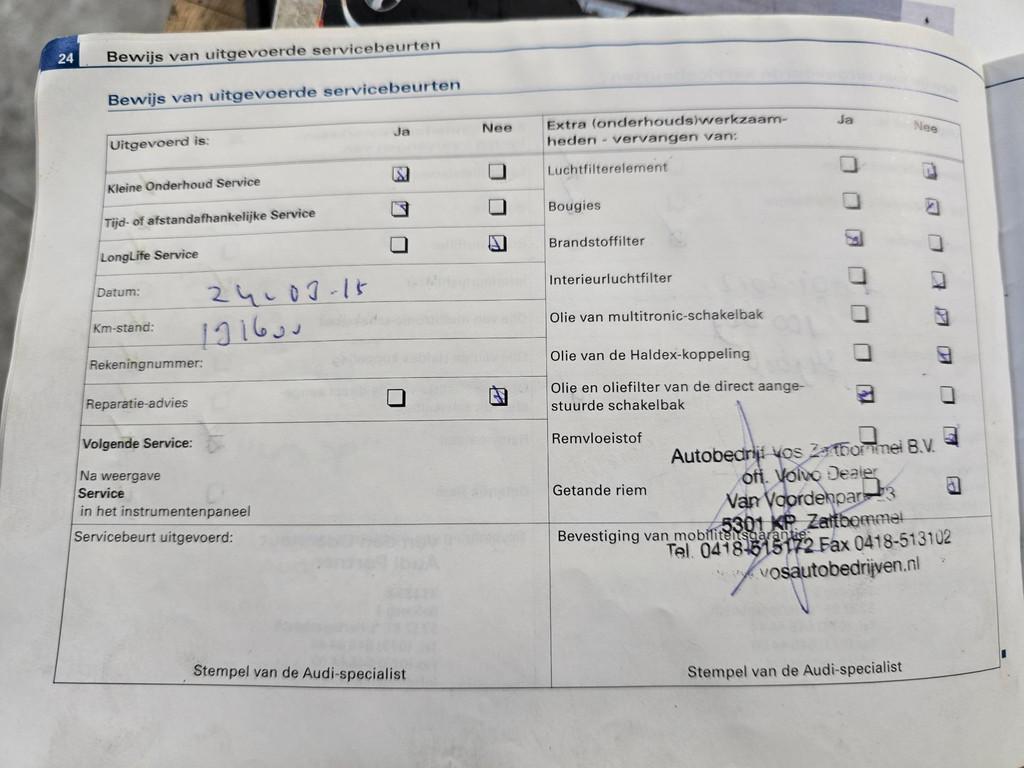 24 Bewijs van uitgevoerde servicebeurten
Bewijs van uitgevoerde servicebeurten
Uitgevoerd is: Ja Nee
Kleine Onderhoud Service
Tijd- of afstandafhankelijke Service
LongLife Service
Datum: 24-03-15
Km-stand: 191600
Rekeningnummer:
Reparatie-advies
Volgende Service:
Na weergave
Service
in het instrumentenpaneel
Servicebeurt uitgevoerd:
Stempel van de Audi-specialist
Extra (onderhouds)werkzaam- Ja Nee
heden - vervangen van:
Luchtfilterelement
Bougies
Brandstoffilter
Interieurluchtfilter
Olie van multitronic-schakelbak
Olie van de Haldex-koppeling
Olie en oliefilter van de direct aange-
stuurde schakelbak
Remvloeistof
Autobedrijf Vos Zaltbommel B.V.
off. Volvo Dealer
Getande riem
Van Voordenpark 23
5301 KP Zaltbommel
Bevestiging van mobiliteitsgarantie:
Tel. 0418-515172 Fax 0418-513102
vosautobedrijven.nl
Stempel van de Audi-specialist